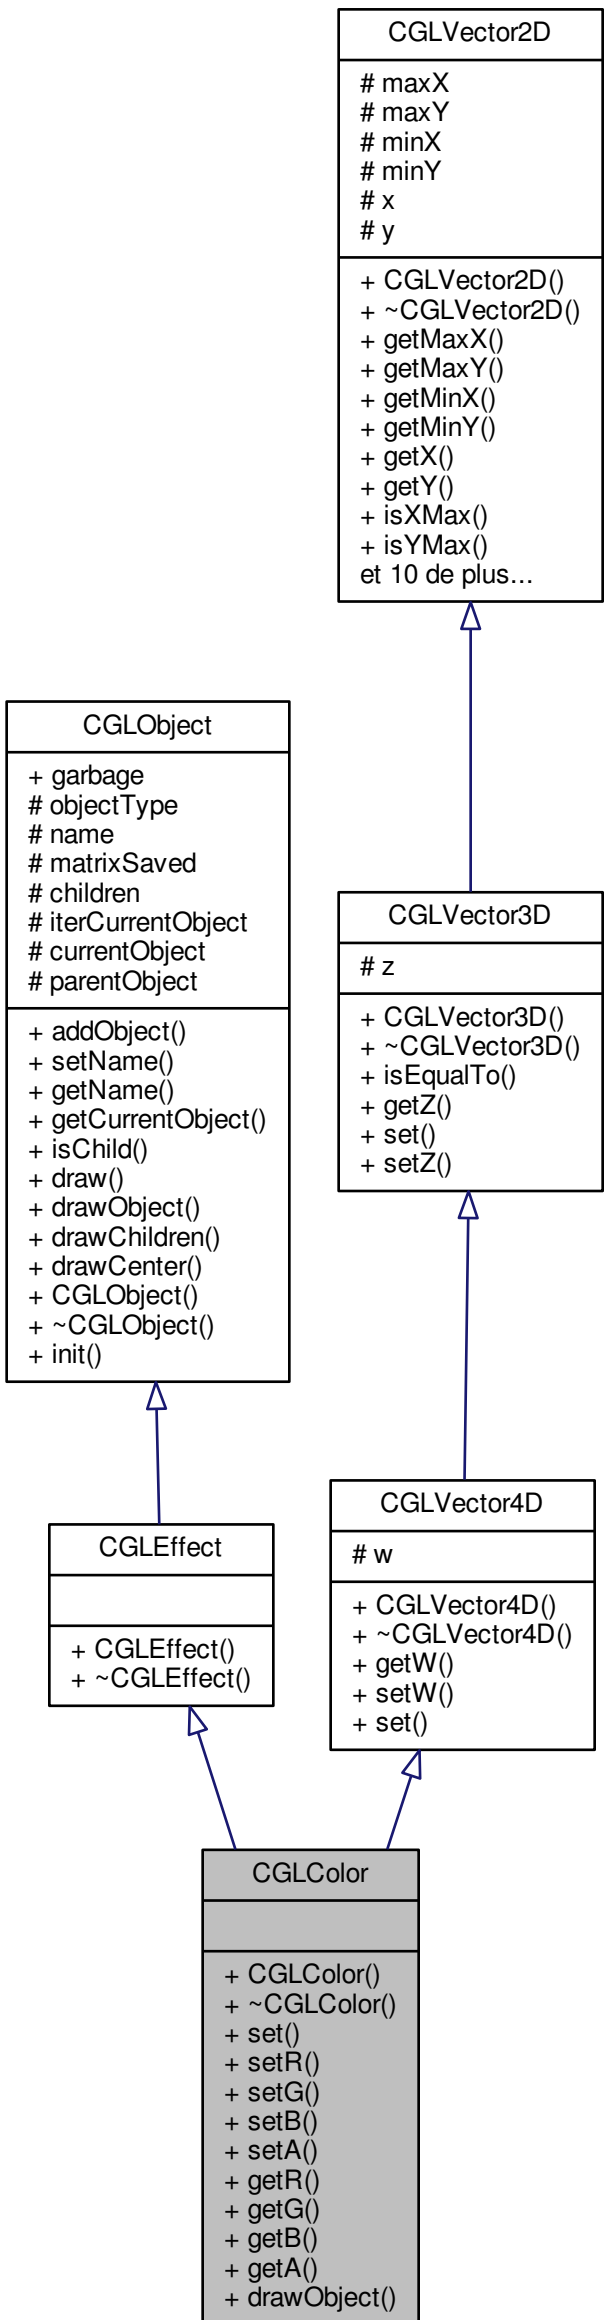 CGLVector2D
# maxX
# maxY
# minX
# minY
# x
# y
+ CGLVector2D()
+ ~CGLVector2D()
+ getMaxX()
+ getMaxY()
+ getMinX()
+ getMinY()
+ getX()
+ getY()
+ isXMax()
+ isYMax()
et 10 de plus...
CGLObject
+ garbage
# objectType
# name
# matrixSaved
# children
# iterCurrentObject
# currentObject
# parentObject
+ addObject()
+ setName()
+ getName()
+ getCurrentObject()
+ isChild()
+ draw()
+ drawObject()
+ drawChildren()
+ drawCenter()
+ CGLObject()
+ ~CGLObject()
+ init()
CGLVector3D
# z
+ CGLVector3D()
+ ~CGLVector3D()
+ isEqualTo()
+ getZ()
+ set()
+ setZ()
CGLEffect
+ CGLEffect()
+ ~CGLEffect()
CGLVector4D
# w
+ CGLVector4D()
+ ~CGLVector4D()
+ getW()
+ setW()
+ set()
CGLColor
+ CGLColor()
+ ~CGLColor()
+ set()
+ setR()
+ setG()
+ setB()
+ setA()
+ getR()
+ getG()
+ getB()
+ getA()
+ drawObject()